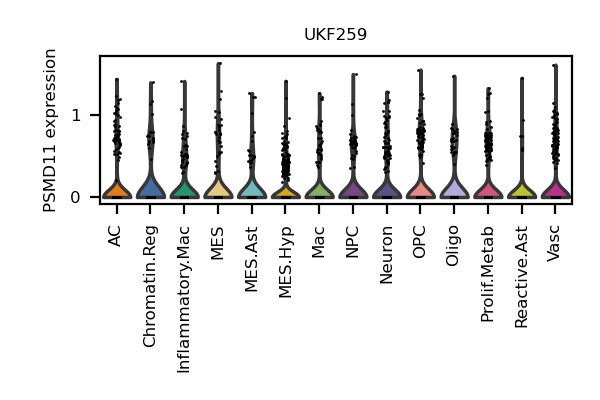 UKF259
PSMD11 expression
1
0
AC
Chromatin.Reg
Inflammatory.Mac
MES
MES.Ast
MES.Hyp
Mac
NPC
Neuron
OPC
Oligo
Prolif.Metab
Reactive.Ast
Vasc